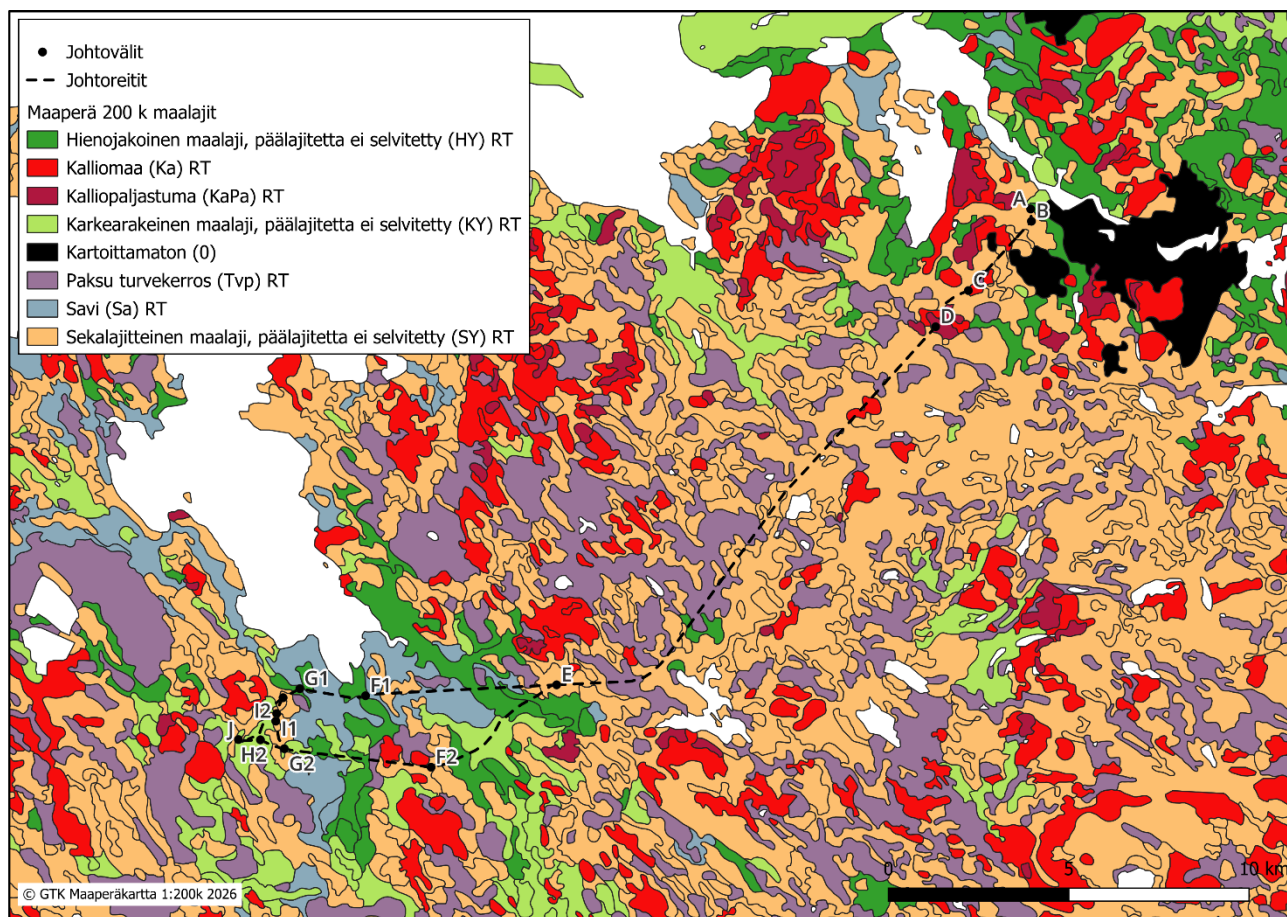 Johtovälit
Johtoreitit
Maaperä 200 k maalajit
Hienojakoinen maalaji, päälajitetta ei selvitetty (HY) RT
Kalliomaa (Ka) RT
Kalliopaljastuma (KaPa) RT
Karkearakeinen maalaji, päälajitetta ei selvitetty (KY) RT
Kartoittamaton (0)
Paksu turvekerros (Tvp) RT
Savi (Sa) RT
Sekalajitteinen maalaji, päälajitetta ei selvitetty (SY) RT
A
B
C
D
E
G1
F1
I2
I1
J
H2
G2
F2
0 5 10 km
© GTK Maaperäkartta 1:200k 2026